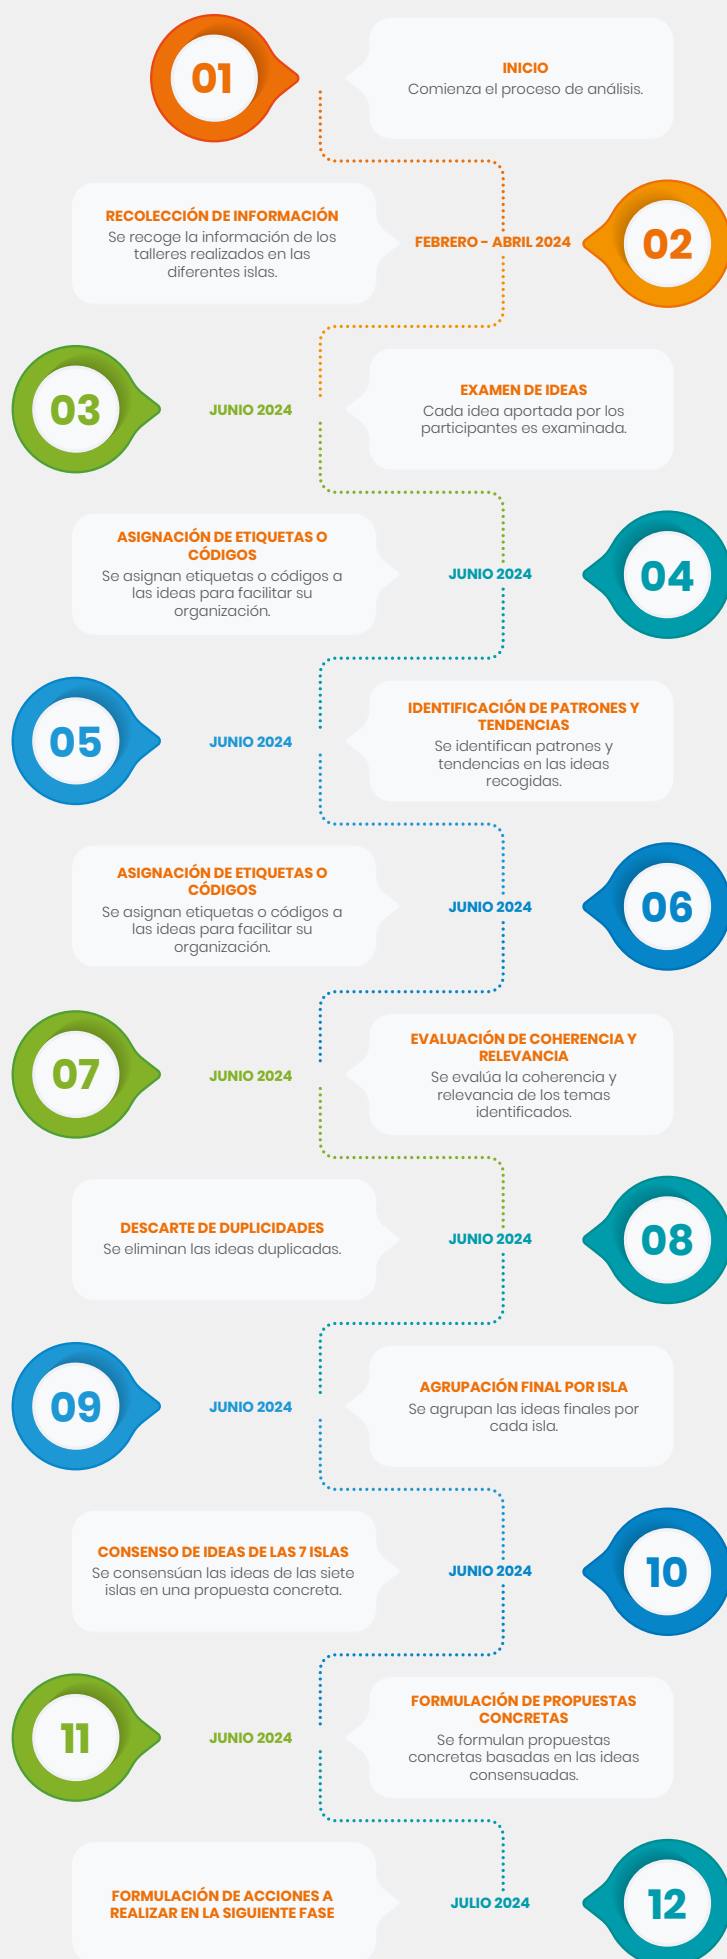 01
INICIO
Comienza el proceso de análisis.
RECOLECCIÓN DE INFORMACIÓN
Se recoge la información de los
talleres realizados en las
diferentes islas.
FEBRERO - ABRIL 2024
02
03
JUNIO 2024
EXAMEN DE IDEAS
Cada idea aportada por los
participantes es examinada.
ASIGNACIÓN DE ETIQUETAS O
CÓDIGOS
Se asignan etiquetas o códigos a
las ideas para facilitar su
organización.
JUNIO 2024
04
05
JUNIO 2024
IDENTIFICACIÓN DE PATRONES Y
TENDENCIAS
Se identifican patrones y
tendencias en las ideas
recogidas.
ASIGNACIÓN DE ETIQUETAS O
CÓDIGOS
Se asignan etiquetas o códigos a
las ideas para facilitar su
organización.
JUNIO 2024
06
07
JUNIO 2024
EVALUACIÓN DE COHERENCIA Y
RELEVANCIA
Se evalúa la coherencia y
relevancia de los temas
identificados.
DESCARTE DE DUPLICIDADES
Se eliminan las ideas duplicadas.
JUNIO 2024
08
09
JUNIO 2024
AGRUPACIÓN FINAL POR ISLA
Se agrupan las ideas finales por
cada isla.
CONSENSO DE IDEAS DE LAS 7 ISLAS
Se consensúan las ideas de las siete
islas en una propuesta concreta.
JUNIO 2024
10
11
JUNIO 2024
FORMULACIÓN DE PROPUESTAS
CONCRETAS
Se formulan propuestas
concretas basadas en las ideas
consensuadas.
FORMULACIÓN DE ACCIONES A
REALIZAR EN LA SIGUIENTE FASE
JULIO 2024
12